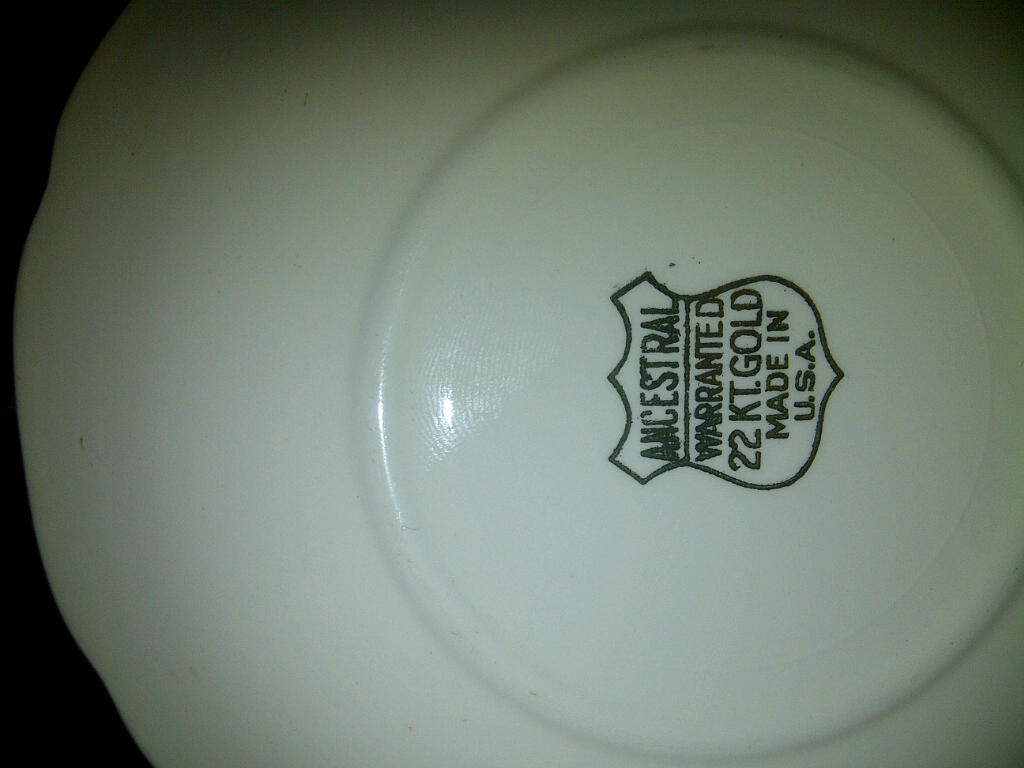 ANCESTRAL
WARRANTED
22 KT. GOLD
MADE IN
U.S.A.